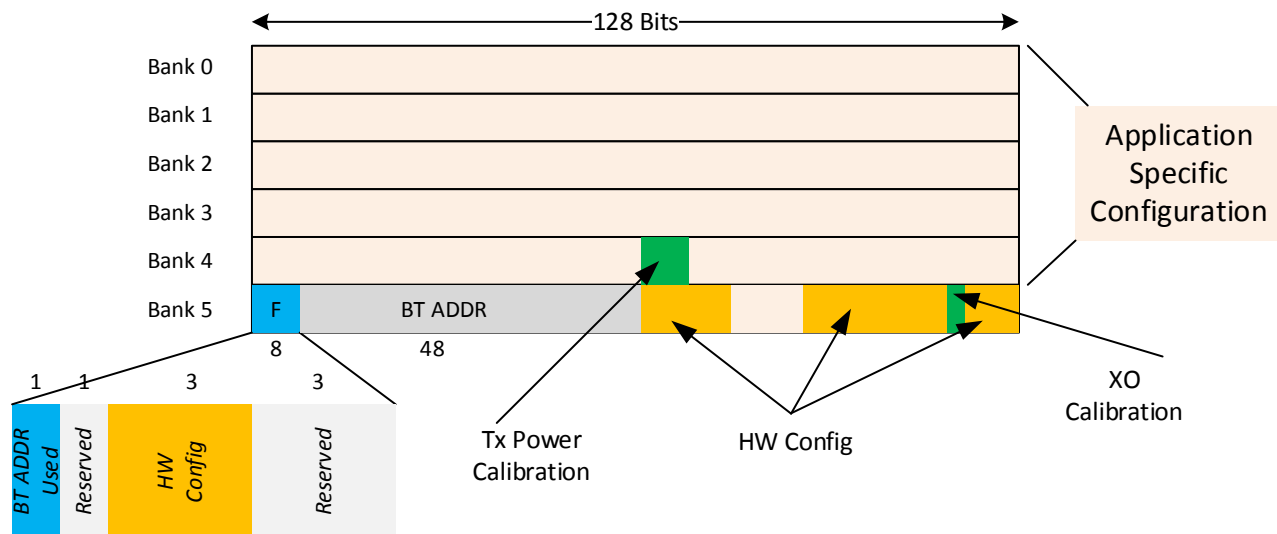 128 Bits
Bank 0
Bank 1
Bank 2
Bank 3
Bank 4
Bank 5
Application
Specific
Configuration
F
BT ADDR
8
48
1
1
3
3
BT ADDR
Used
Reserved
HW
Config
Reserved
Tx Power
Calibration
HW Config
XO
Calibration